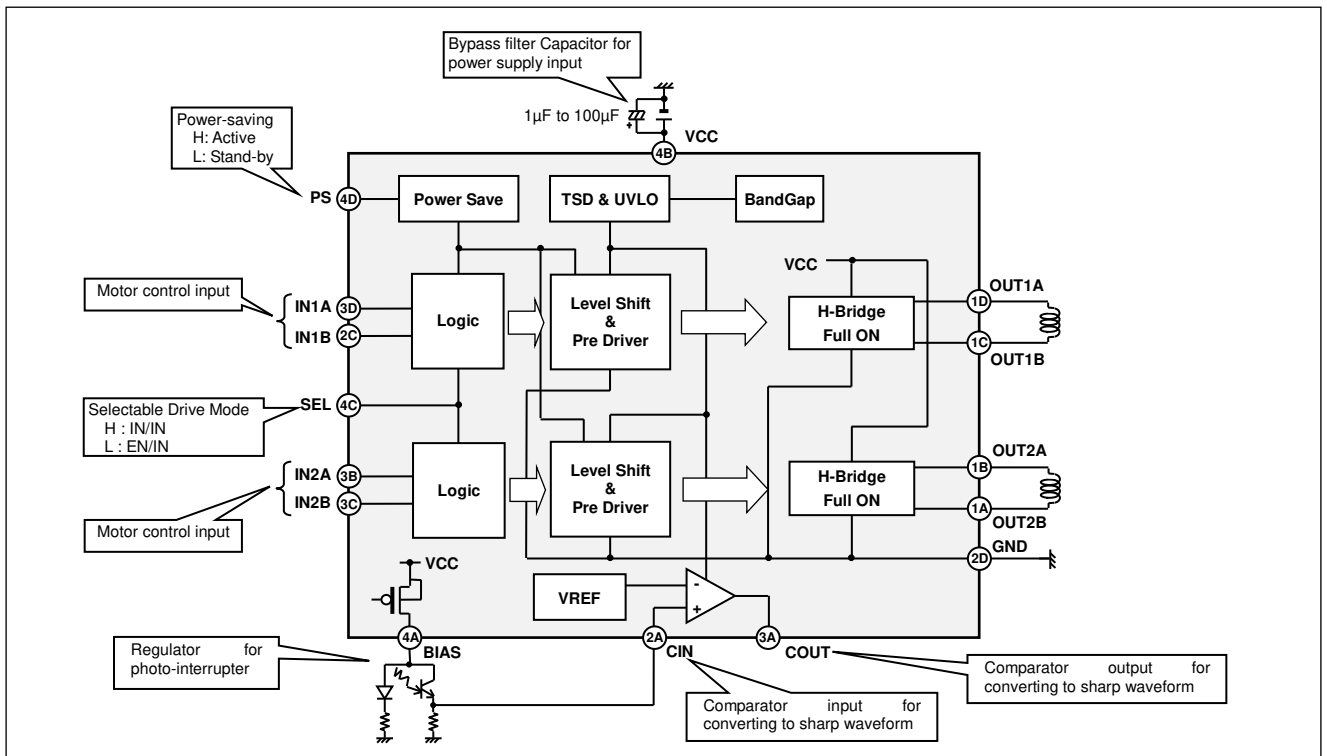 Bypass filter Capacitor for
power supply input
1µF to 100µF
+
VCC
4B
Power-saving
H: Active
L: Stand-by
PS
4D
Power Save
TSD & UVLO
BandGap
Motor control input
IN1A
3D
IN1B
2C
Logic
Level Shift
&
Pre Driver
VCC
H-Bridge
Full ON
OUT1A
1D
1C
OUT1B
Selectable Drive Mode
H : IN/IN
L : EN/IN
SEL
4C
IN2A
3B
IN2B
3C
Motor control input
Logic
Level Shift
&
Pre Driver
H-Bridge
Full ON
OUT2A
1B
1A
OUT2B
GND
2D
VCC
VREF
-
+
4A
BIAS
2A
CIN
3A
COUT
Regulator for
photo-interrupter
Comparator input for
converting to sharp waveform
Comparator output for
converting to sharp waveform